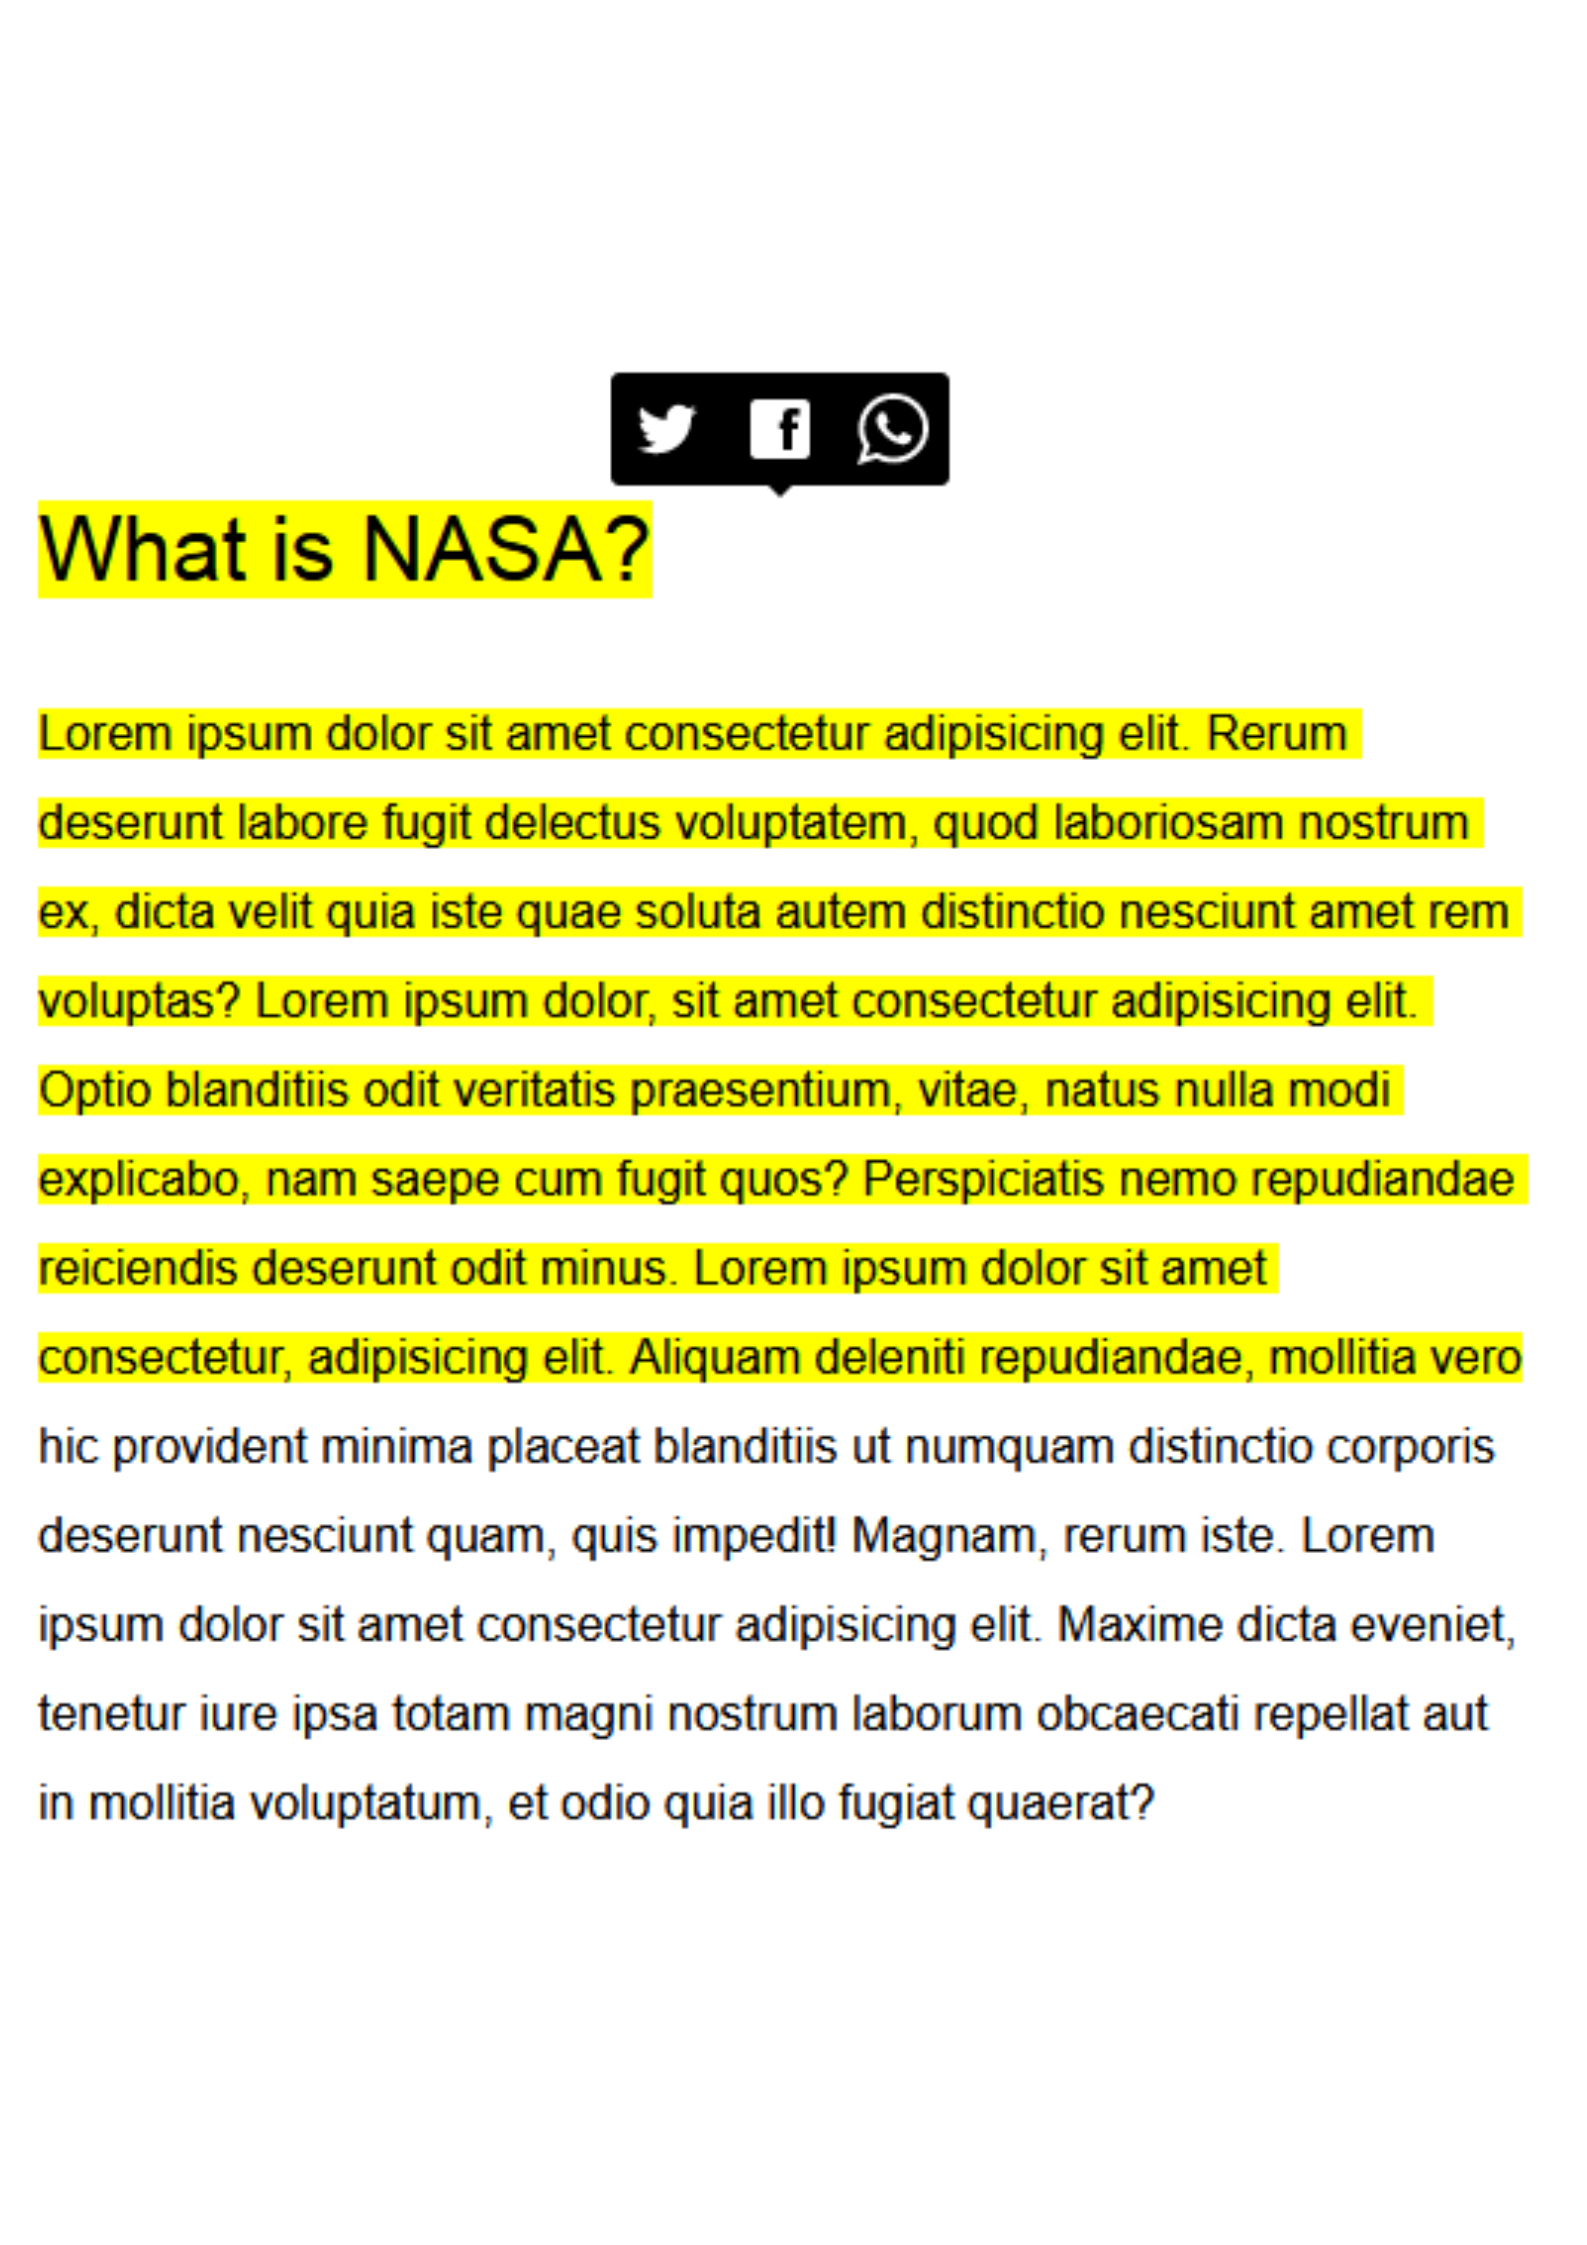 What is NASA?
Lorem ipsum dolor sit amet consectetur adipisicing elit. Rerum
deserunt labore fugit delectus voluptatem, quod laboriosam nostrum
ex, dicta velit quia iste quae soluta autem distinctio nesciunt amet rem
voluptas? Lorem ipsum dolor, sit amet consectetur adipisicing elit.
Optio blanditiis odit veritatis praesentium, vitae, natus nulla modi
explicabo, nam saepe cum fugit quos? Perspiciatis nemo repudiandae
reiciendis deserunt odit minus. Lorem ipsum dolor sit amet
consectetur, adipisicing elit. Aliquam deleniti repudiandae, mollitia vero
hic provident minima placeat blanditiis ut numquam distinctio corporis
deserunt nesciunt quam, quis impedit! Magnam, rerum iste. Lorem
ipsum dolor sit amet consectetur adipisicing elit. Maxime dicta eveniet,
tenetur iure ipsa totam magni nostrum laborum obcaecati repellat aut
in mollitia voluptatum, et odio quia illo fugiat quaerat?